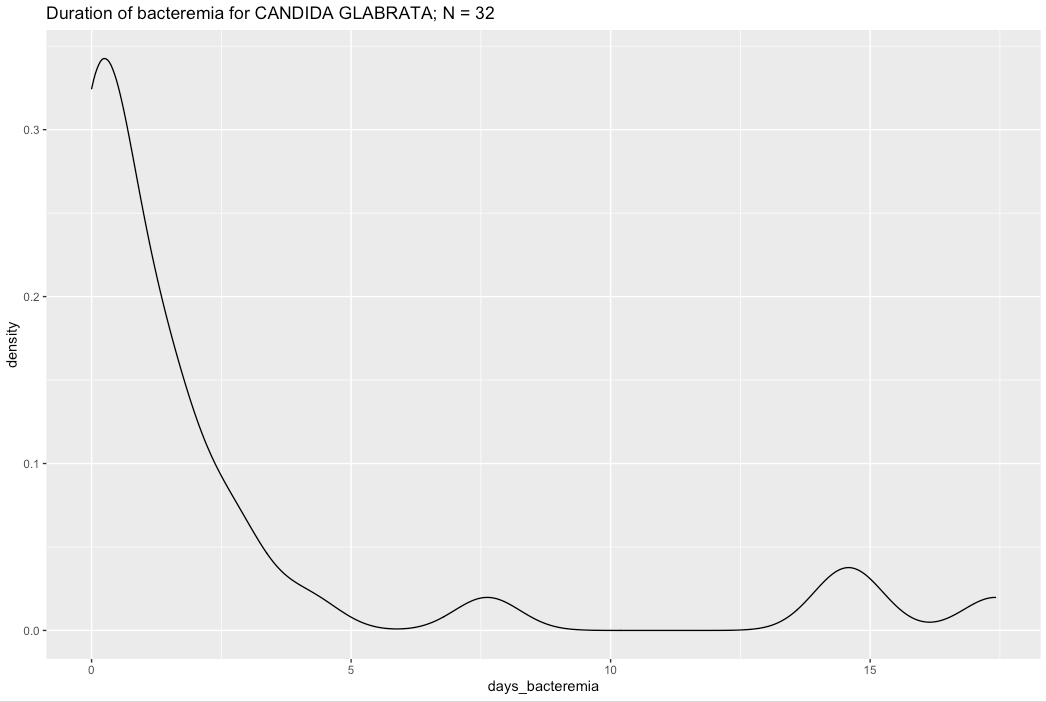 Duration of bacteremia for CANDIDA GLABRATA; N = 32
density
0.3
0.2
0.1
0.0
0 5 10 15
days_bacteremia